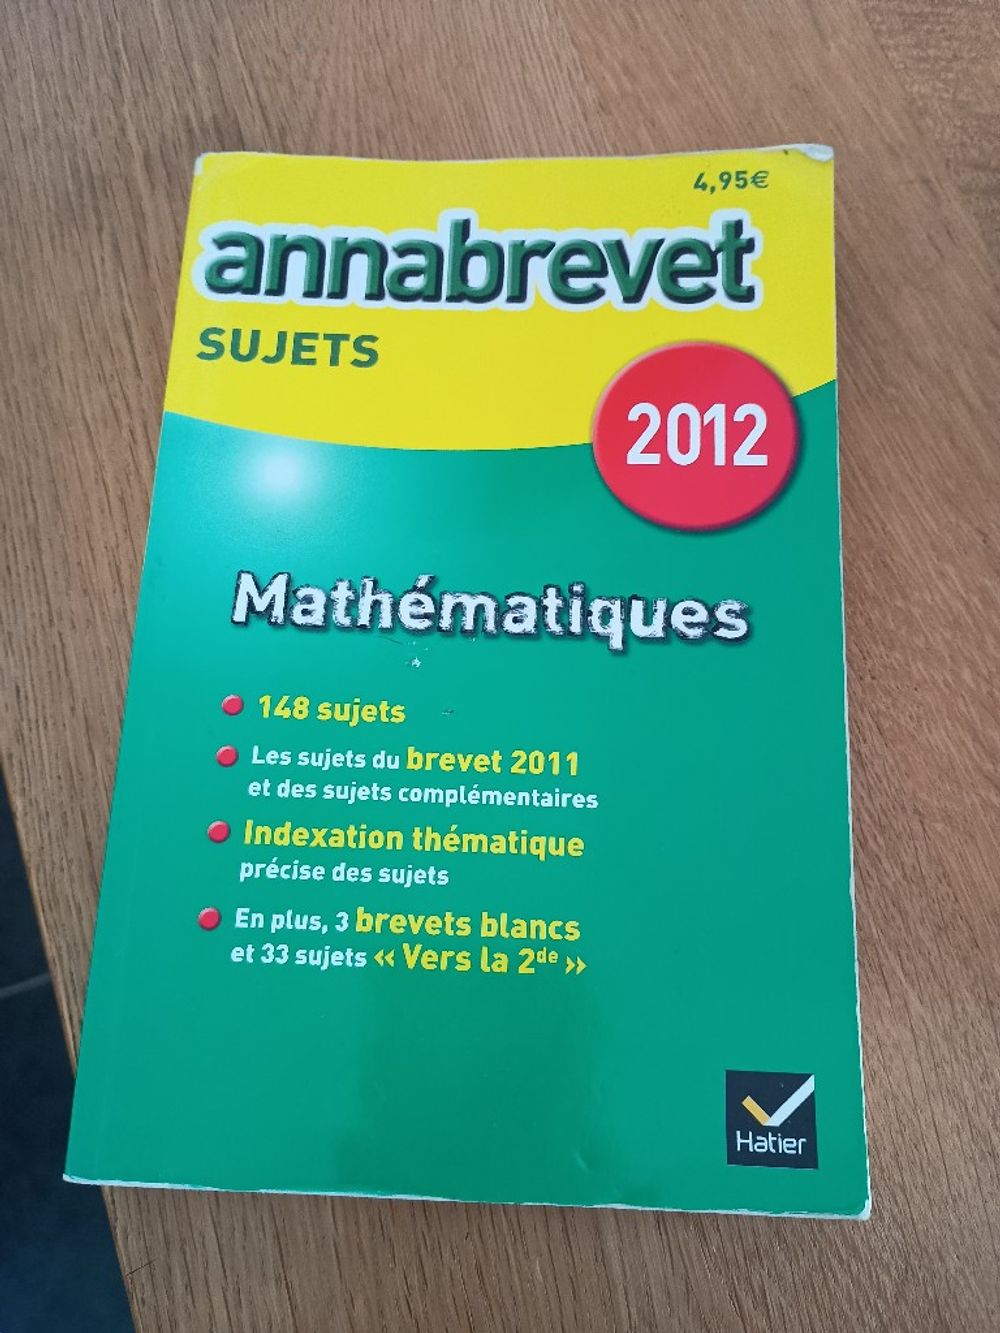 4,95€
annabrevet
SUJETS
2012
Mathématiques
148 sujets
Les sujets du brevet 2011
et des sujets complémentaires
Indexation thématique
précise des sujets
En plus, 3 brevets blancs
et 33 sujets « Vers la 2de »
Hatier